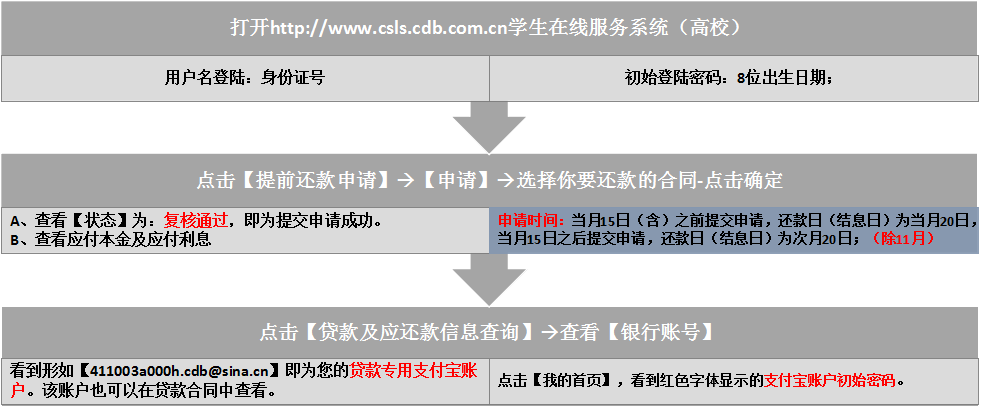 打开http://www.csls.cdb.com.cn学生在线服务系统（高校）
用户名登陆：身份证号
初始登陆密码：8位出生日期；
点击【提前还款申请】→【申请】→选择你要还款的合同-点击确定
A、查看【状态】为：复核通过，即为提交申请成功。
B、查看应付本金及应付利息
申请时间：当月15日（含）之前提交申请，还款日（结息日）为当月20日，
当月15日之后提交申请，还款日（结息日）为次月20日；（除11月）
点击【贷款及应还款信息查询】→查看【银行账号】
看到形如【411003a000h.cdb@sina.cn】即为您的贷款专用支付宝账
户。该账户也可以在贷款合同中查看。
点击【我的首页】，看到红色字体显示的支付宝账户初始密码。